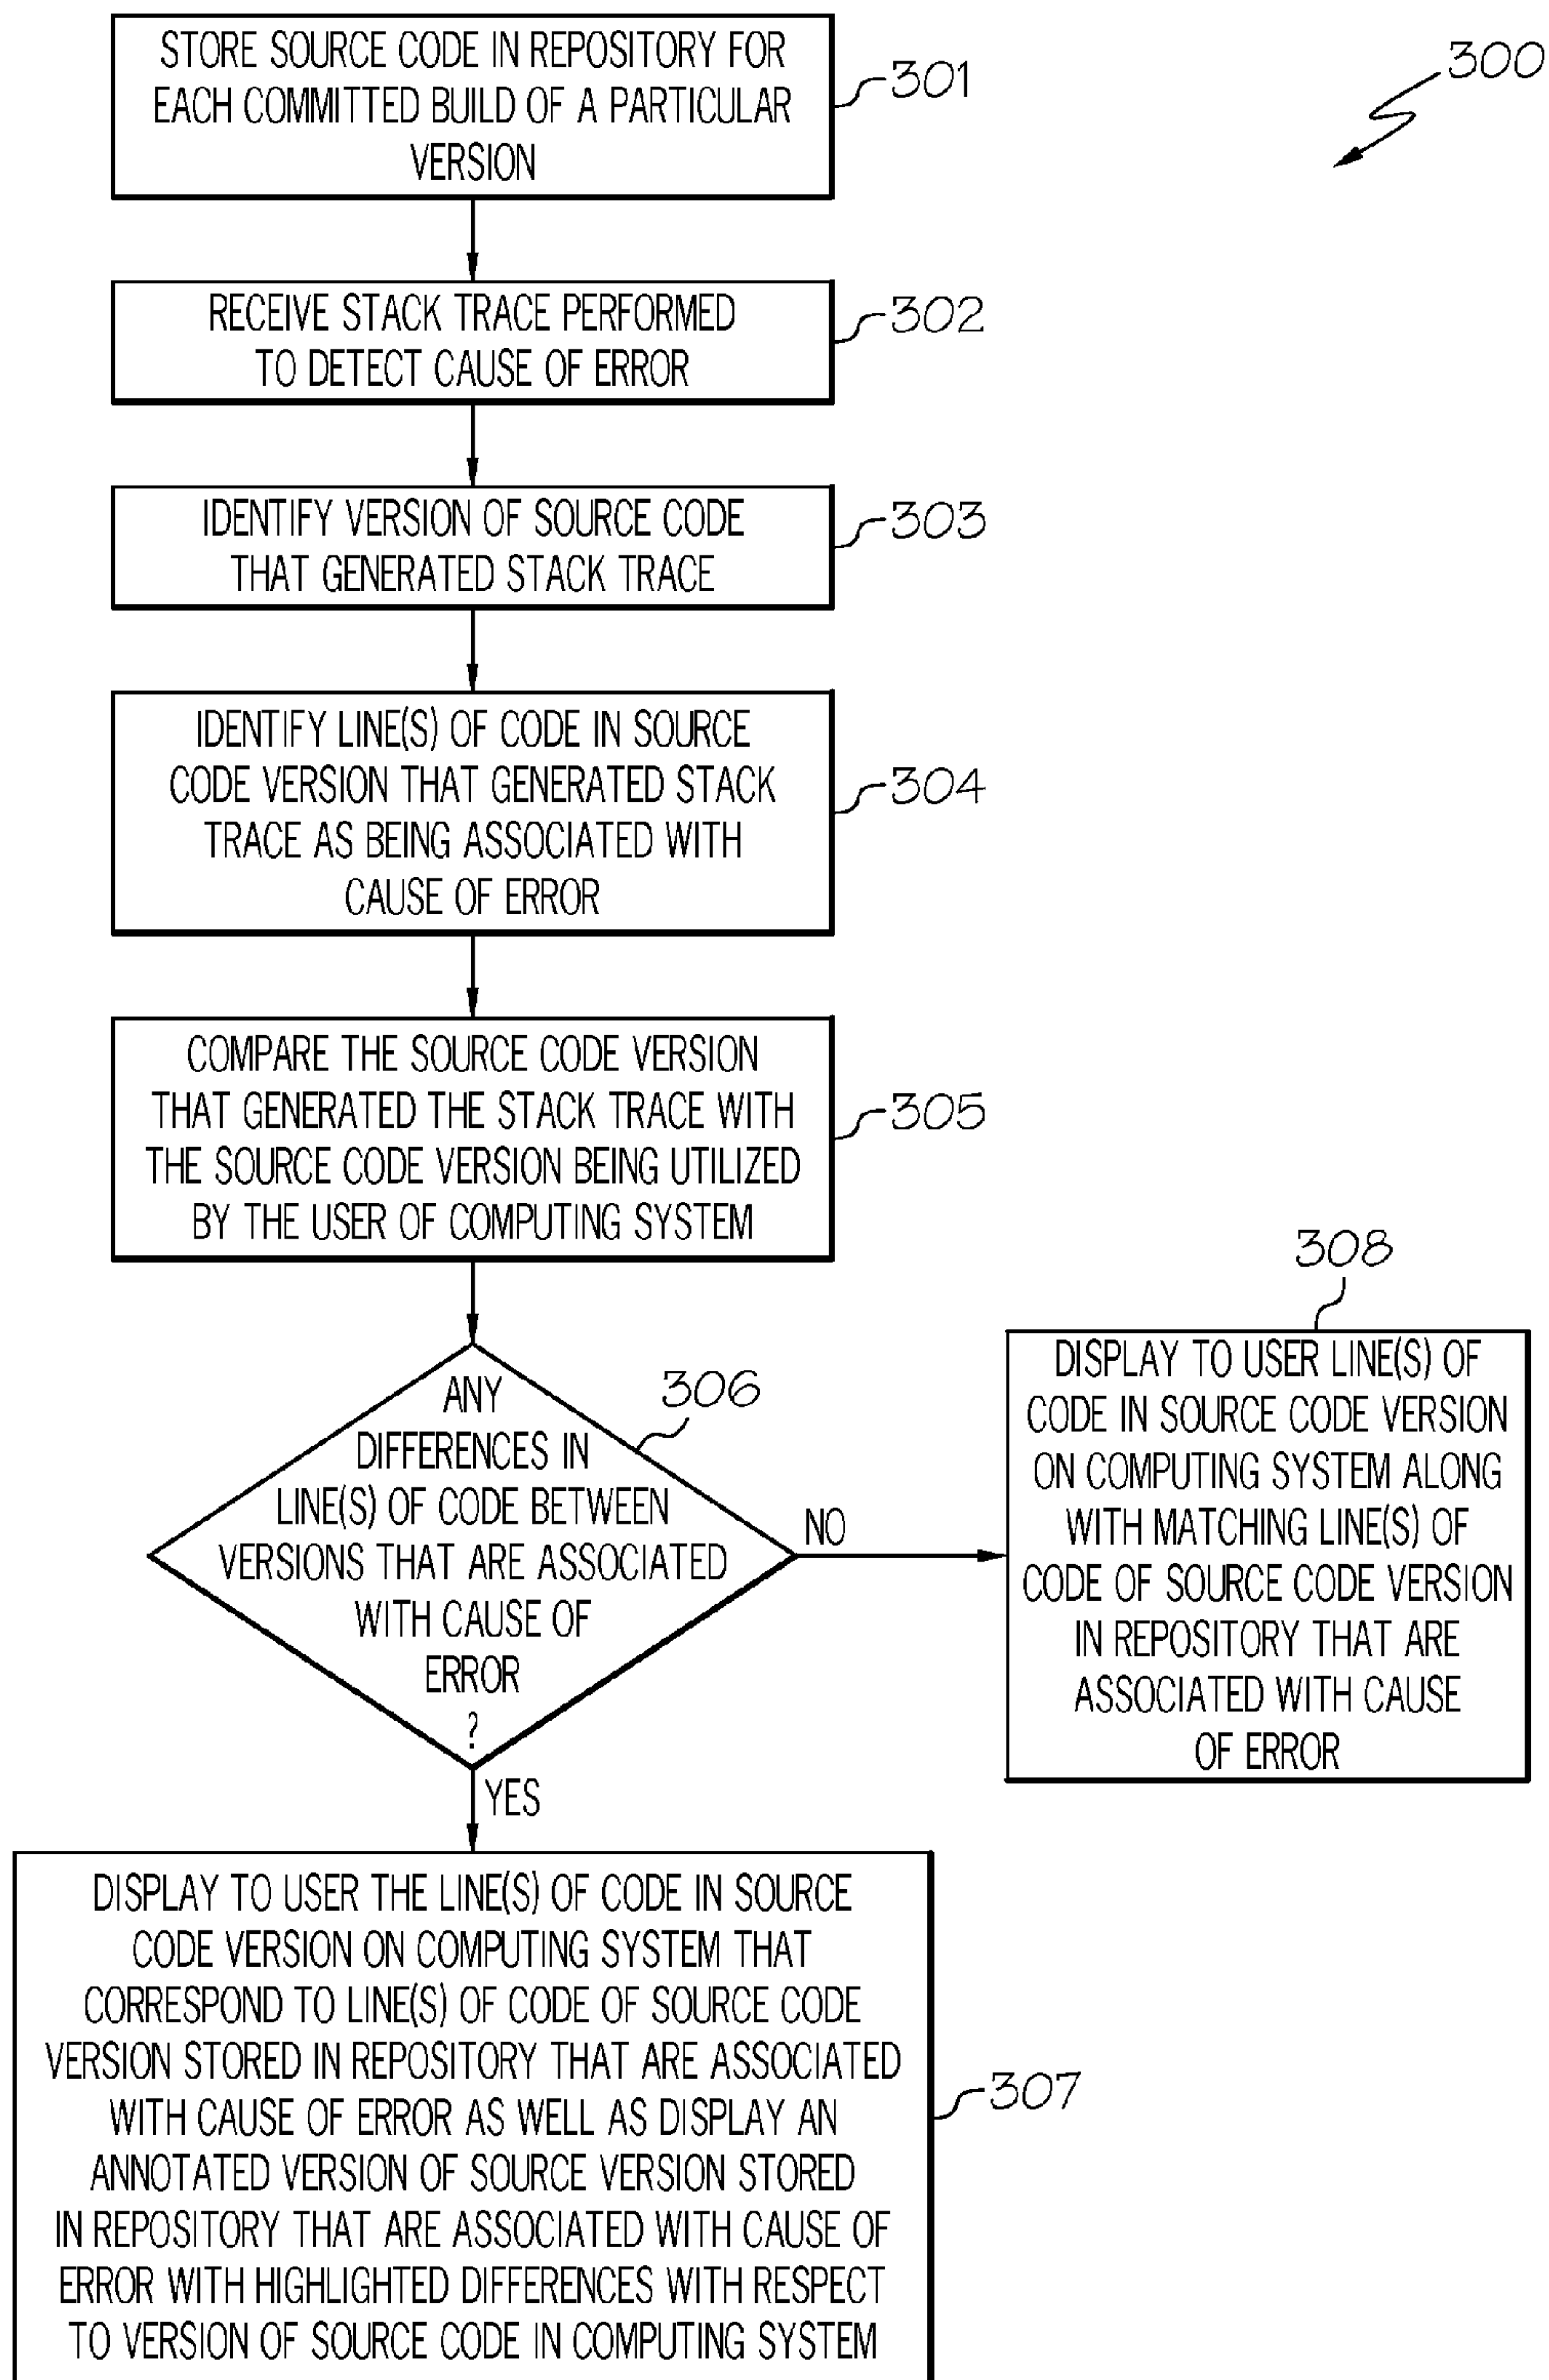 STORE SOURCE CODE IN REPOSITORY FOR
EACH COMMITTED BUILD OF A PARTICULAR
VERSION
301
300
RECEIVE STACK TRACE PERFORMED
TO DETECT CAUSE OF ERROR
302
IDENTIFY VERSION OF SOURCE CODE
THAT GENERATED STACK TRACE
303
IDENTIFY LINE(S) OF CODE IN SOURCE
CODE VERSION THAT GENERATED STACK
TRACE AS BEING ASSOCIATED WITH
CAUSE OF ERROR
304
COMPARE THE SOURCE CODE VERSION
THAT GENERATED THE STACK TRACE WITH
THE SOURCE CODE VERSION BEING UTILIZED
BY THE USER OF COMPUTING SYSTEM
305
ANY
DIFFERENCES IN
LINE(S) OF CODE BETWEEN
VERSIONS THAT ARE ASSOCIATED
WITH CAUSE OF
ERROR
?
306
NO
308
DISPLAY TO USER LINE(S) OF
CODE IN SOURCE CODE VERSION
ON COMPUTING SYSTEM ALONG
WITH MATCHING LINE(S) OF
CODE OF SOURCE CODE VERSION
IN REPOSITORY THAT ARE
ASSOCIATED WITH CAUSE
OF ERROR
YES
DISPLAY TO USER THE LINE(S) OF CODE IN SOURCE
CODE VERSION ON COMPUTING SYSTEM THAT
CORRESPOND TO LINE(S) OF CODE OF SOURCE CODE
VERSION STORED IN REPOSITORY THAT ARE ASSOCIATED
WITH CAUSE OF ERROR AS WELL AS DISPLAY AN
ANNOTATED VERSION OF SOURCE VERSION STORED
IN REPOSITORY THAT ARE ASSOCIATED WITH CAUSE OF
ERROR WITH HIGHLIGHTED DIFFERENCES WITH RESPECT
TO VERSION OF SOURCE CODE IN COMPUTING SYSTEM
307